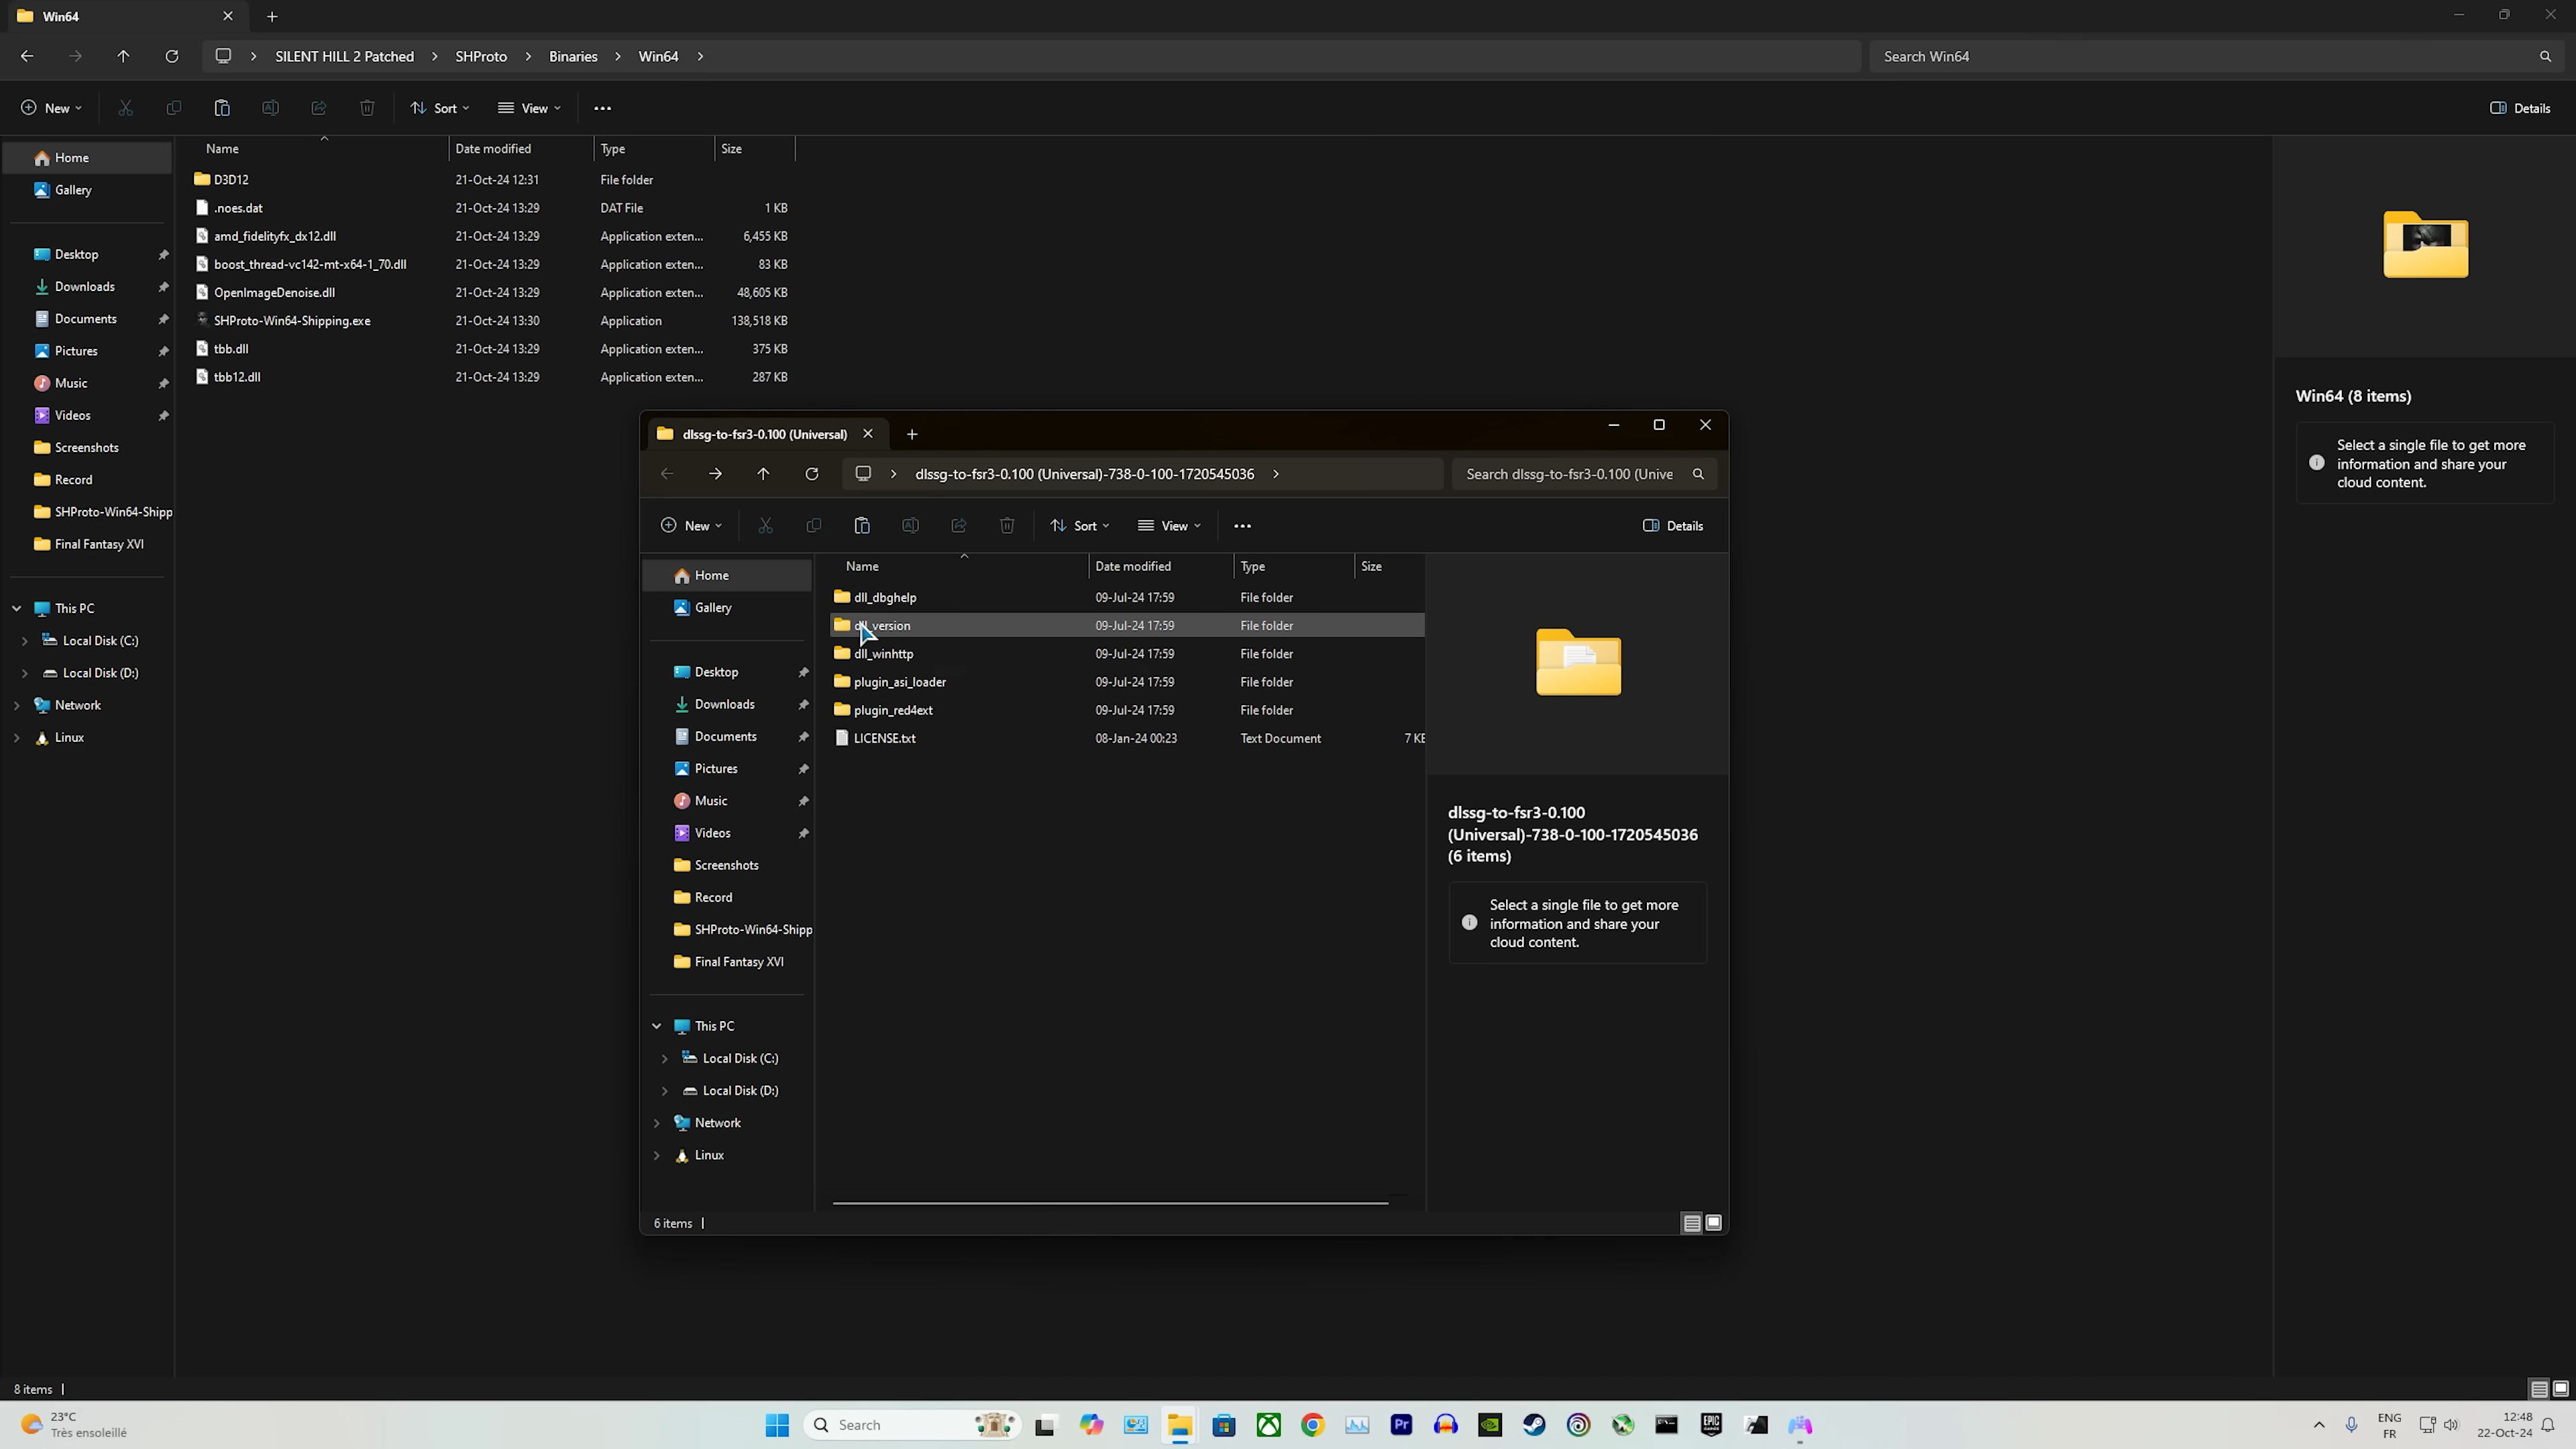 Win64
SILENT HILL 2 Patched > SHProto > Binaries > Win64 >
Search Win64
New
Sort
View
Details
Home
Gallery
Desktop
Downloads
Documents
Pictures
Music
Videos
Screenshots
Record
SHProto-Win64-Shipp
Final Fantasy XVI
This PC
Local Disk (C:)
Local Disk (D:)
Network
Linux
Name Date modified Type Size
D3D12 21-Oct-24 12:31 File folder
.noes.dat 21-Oct-24 13:29 DAT File 1 KB
amd_fidelityfx_dx12.dll 21-Oct-24 13:29 Application exten... 6,455 KB
boost_thread-vc142-mt-x64-1_70.dll 21-Oct-24 13:29 Application exten... 83 KB
OpenImageDenoise.dll 21-Oct-24 13:29 Application exten... 48,605 KB
SHProto-Win64-Shipping.exe 21-Oct-24 13:30 Application 138,518 KB
tbb.dll 21-Oct-24 13:29 Application exten... 375 KB
tbb12.dll 21-Oct-24 13:29 Application exten... 287 KB
Win64 (8 items)
Select a single file to get more
information and share your
cloud content.
dlssg-to-fsr3-0.100 (Universal)
dlssg-to-fsr3-0.100 (Universal)-738-0-100-1720545036 >
Search dlssg-to-fsr3-0.100 (Unive
New
Sort
View
Details
Home
Gallery
Desktop
Downloads
Documents
Pictures
Music
Videos
Screenshots
Record
SHProto-Win64-Shipp
Final Fantasy XVI
This PC
Local Disk (C:)
Local Disk (D:)
Network
Linux
Name Date modified Type Size
dll_dbghelp 09-Jul-24 17:59 File folder
dll_version 09-Jul-24 17:59 File folder
dll_winhttp 09-Jul-24 17:59 File folder
plugin_asi_loader 09-Jul-24 17:59 File folder
plugin_red4ext 09-Jul-24 17:59 File folder
LICENSE.txt 08-Jan-24 00:23 Text Document 7 KB
dlssg-to-fsr3-0.100
(Universal)-738-0-100-1720545036
(6 items)
Select a single file to get more
information and share your
cloud content.
6 items
8 items
23°C
Très ensoleillé
Search
Pr
EPIC
GAMES
ENG
FR
12:48
22-Oct-24